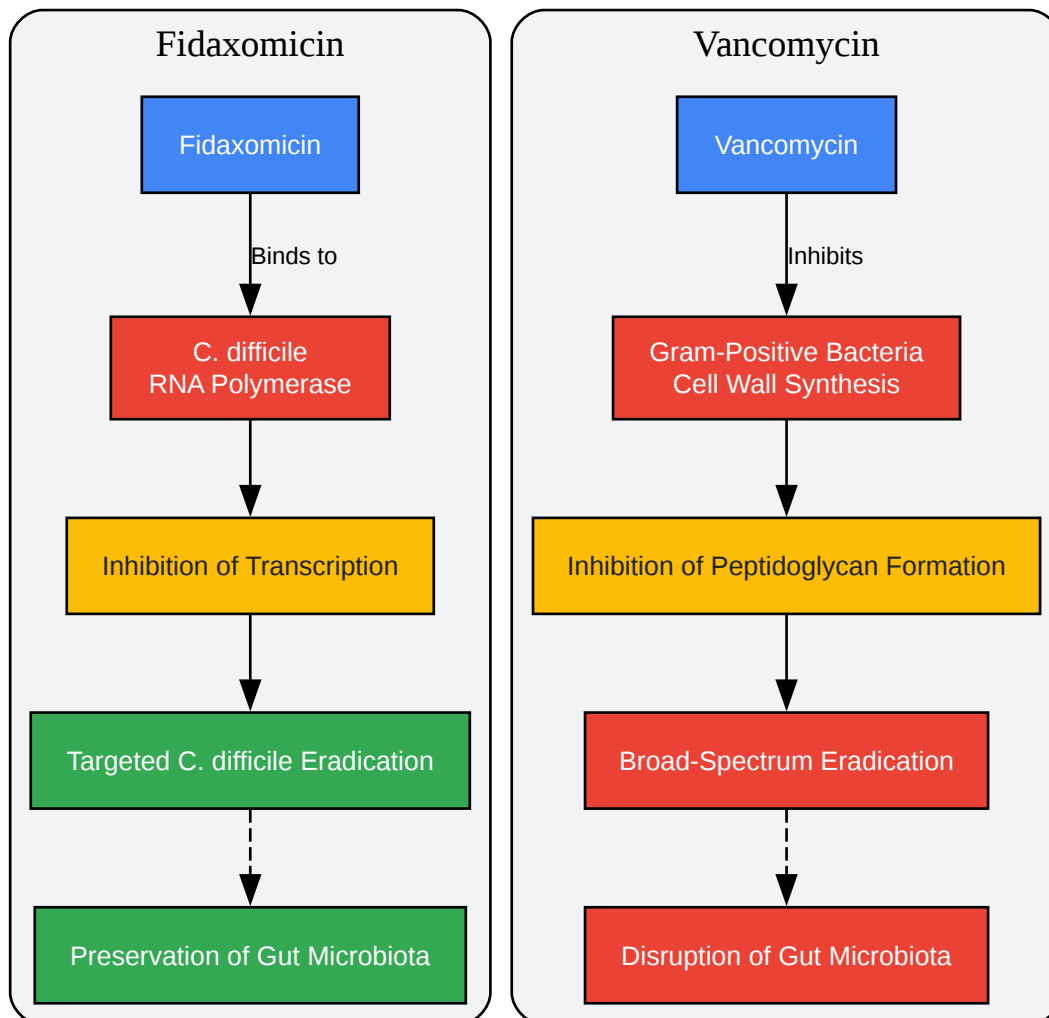 Fidaxomicin
Fidaxomicin
Binds to
C. difficile
RNA Polymerase
Inhibition of Transcription
Targeted C. difficile Eradication
Preservation of Gut Microbiota
Vancomycin
Vancomycin
Inhibits
Gram-Positive Bacteria
Cell Wall Synthesis
Inhibition of Peptidoglycan Formation
Broad-Spectrum Eradication
Disruption of Gut Microbiota